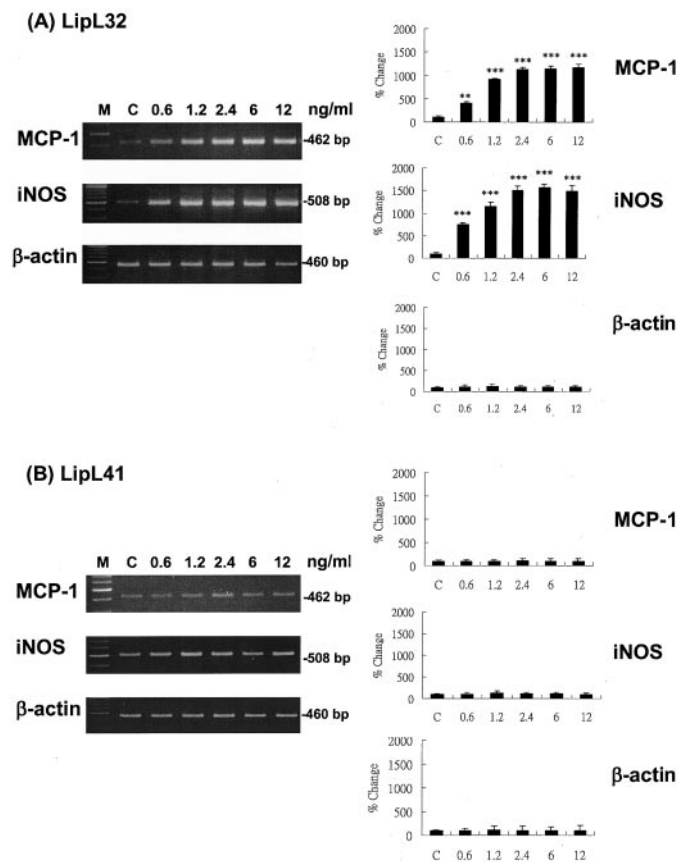 (A) LipL32
M C 0.6 1.2 2.4 6 12 ng/ml
MCP-1
-462 bp
iNOS
-508 bp
β-actin
-460 bp
% Change
2000
1500
1000
500
0
** *** *** *** ***
C 0.6 1.2 2.4 6 12
MCP-1
% Change
2000
1500
1000
500
0
*** *** *** *** ***
C 0.6 1.2 2.4 6 12
iNOS
% Change
2000
1500
1000
500
0
C 0.6 1.2 2.4 6 12
β-actin
(B) LipL41
M C 0.6 1.2 2.4 6 12 ng/ml
MCP-1
-462 bp
iNOS
-508 bp
β-actin
-460 bp
% Change
2000
1500
1000
500
0
C 0.6 1.2 2.4 6 12
MCP-1
% Change
2000
1500
1000
500
0
C 0.6 1.2 2.4 6 12
iNOS
% Change
2000
1500
1000
500
0
C 0.6 1.2 2.4 6 12
β-actin